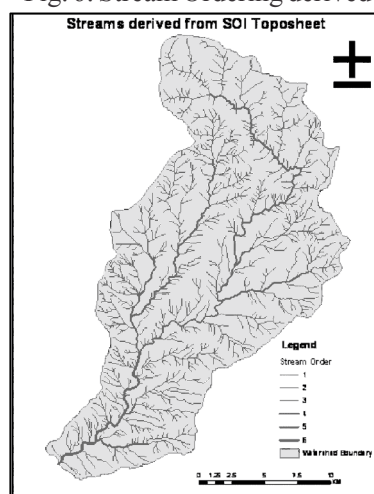 Fig. 6. Stream Ordering derived
Streams derived from SOI Toposheet
Legend
Stream Order
1
2
3
4
5
6
Watershed Boundary
0 1.25 2.5 5 7.5 10
KM